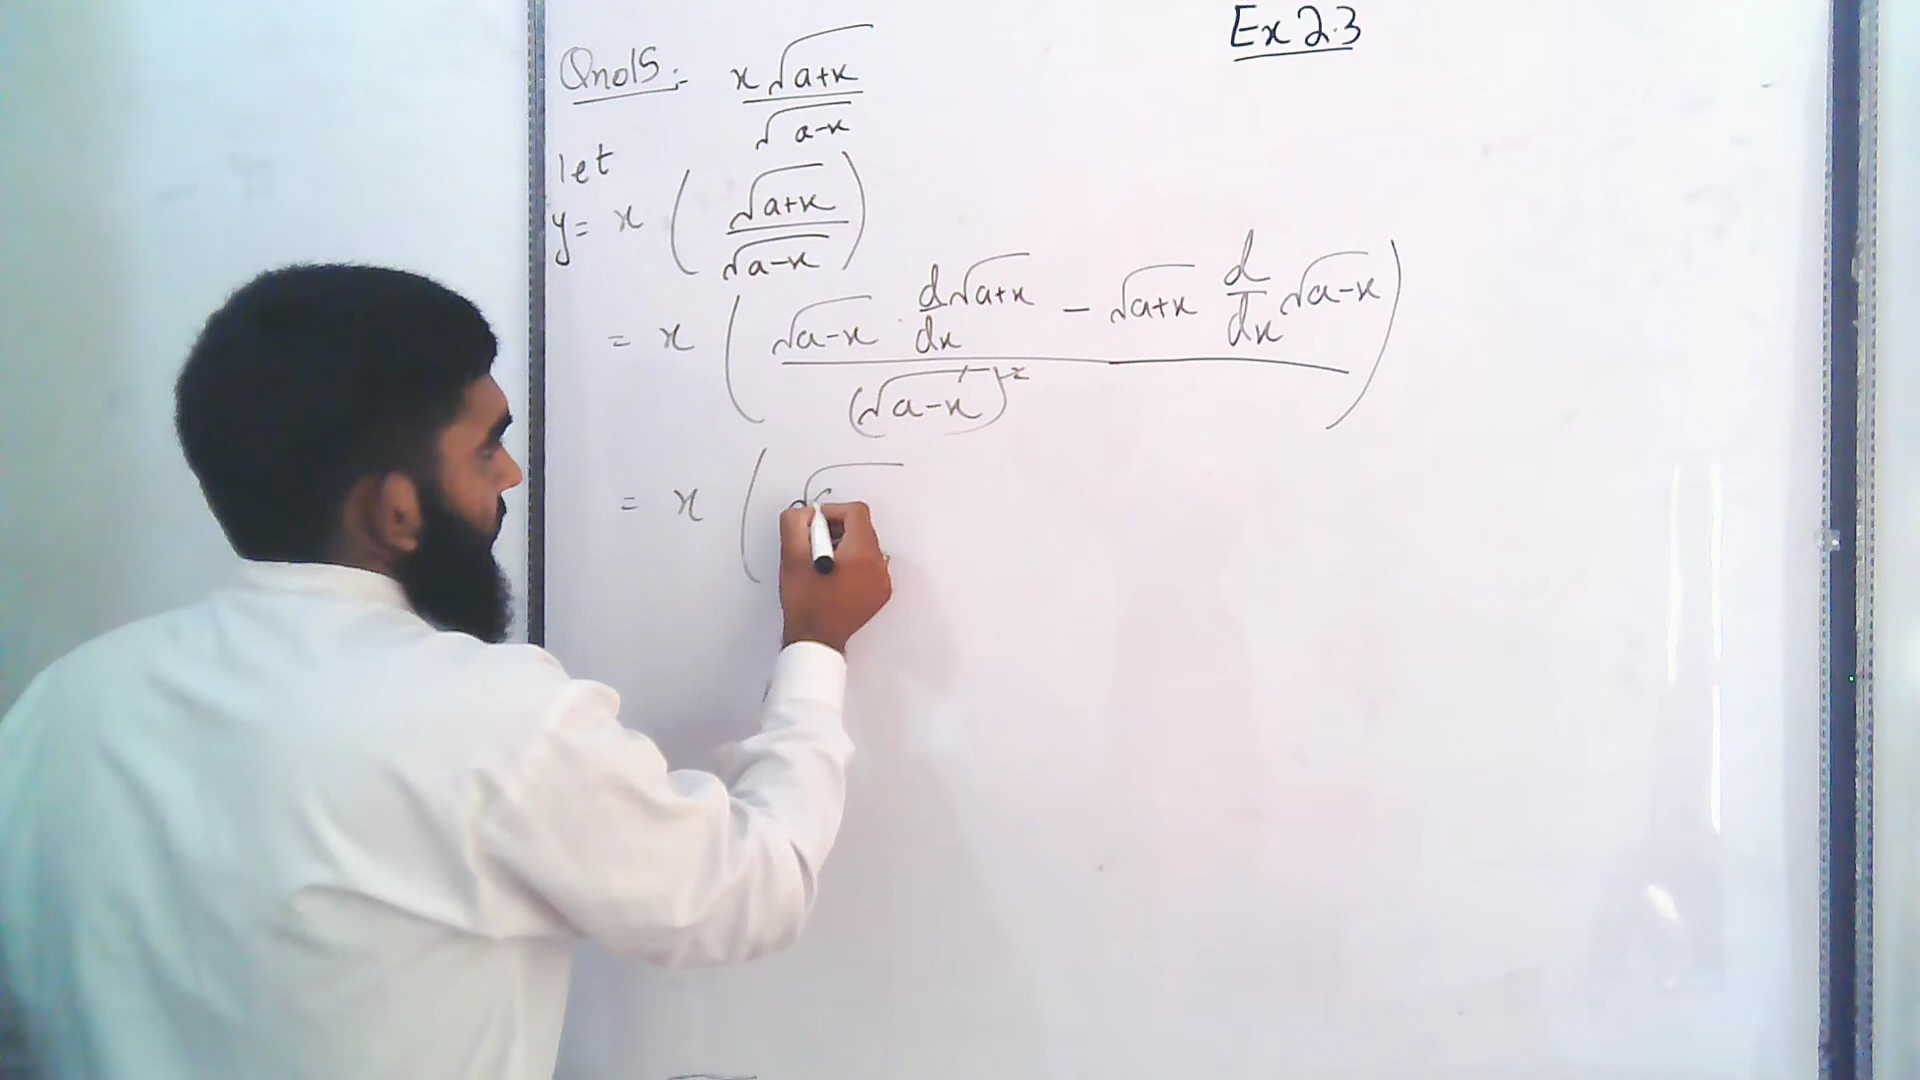 Ex 2.3
Qno15:- x√(a+x) / √(a-x)
let
y = x ( √(a+x) / √(a-x) )
= x ( √(a-x) . d/dx √(a+x) - √(a+x) d/dx √(a-x) / (√(a-x))² )
= x ( √